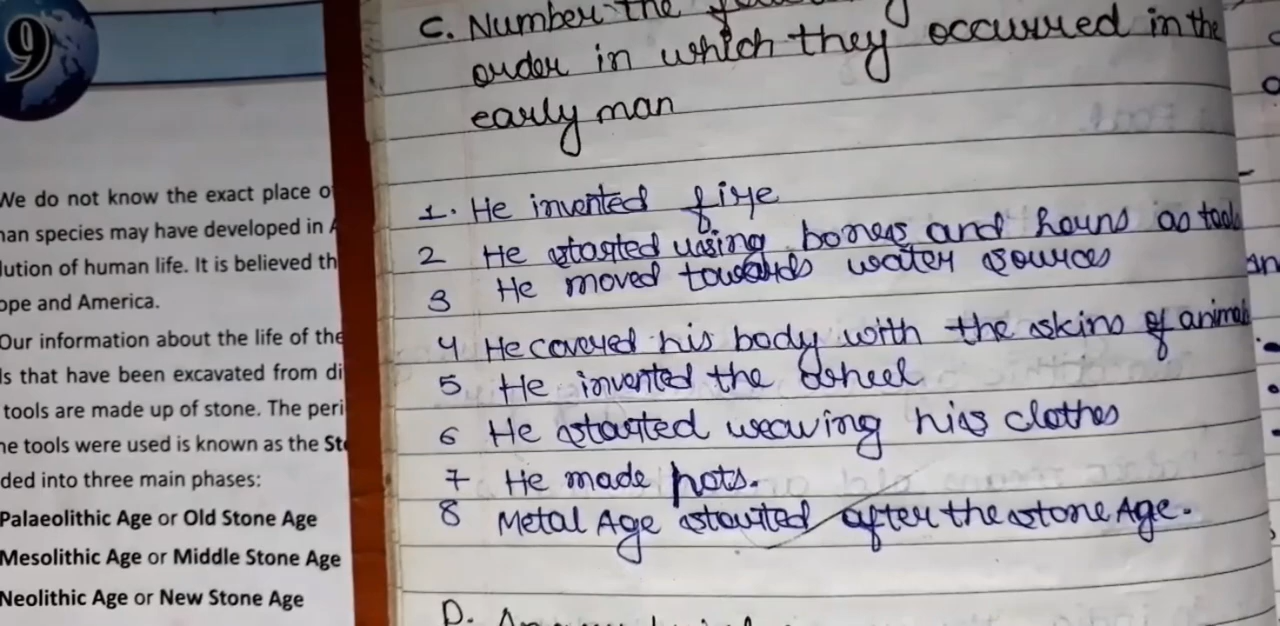 9
We do not know the exact place o
man species may have developed in A
lution of human life. It is believed th
ope and America.
Our information about the life of the
ls that have been excavated from di
tools are made up of stone. The peri
he tools were used is known as the Sto
ded into three main phases:
Palaeolithic Age or Old Stone Age
Mesolithic Age or Middle Stone Age
Neolithic Age or New Stone Age
C. Number the
order in which they occurred in the
early man
1. He invented fire
2 He started using bones and horns as tools
3 He moved towards water sources
4 He covered his body with the skins of animals
5 He invented the wheel
6 He started weaving his clothes
7 He made pots.
8 Metal Age started after the stone Age.
D.